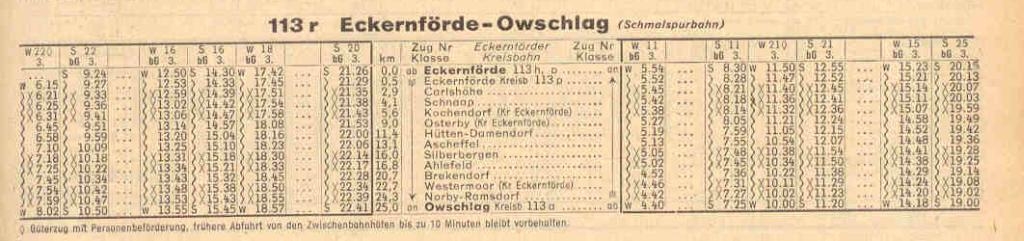 113 r Eckernförde-Owschlag (Schmalspurbahn)
W 220 S 22 ... W 16 S 16 W 18 ... S 20 km Zug Nr Eckernförder Zug Nr W 11 ... S 11 W 210 S 21 ... W 15 S 25
bG 3. bG 3. bG 3. bG 3. bG 3. bG 3. Klasse Kreisbahn Klasse bG 3. bG 3. bG 3. bG 3. bG 3. bG 3.
S 9.24 ... W 12.50 S 14.30 W 17.42 ... S 21.26 0,0 ab Eckernförde 113 h, p an W 5.54 ... S 8.30 W 11.50 S 12.55 ... W 15.23 S 20.15
W 6.15 9.27 ... 12.53 14.33 17.45 ... 21.29 0,5 Eckernförde Kreisb 113 p 5.52 ... 8.28 11.47 12.52 ... 15.21 20.13
x 6.21 x 9.33 ... x 12.59 x 14.39 x 17.51 ... x 21.35 2,9 Carlshöhe x 5.45 ... x 8.21 x 11.40 x 12.45 ... x 15.14 x 20.07
x 6.25 x 9.36 ... x 13.02 x 14.42 x 17.54 ... x 21.38 4,1 Schnaap x 5.42 ... x 8.18 x 11.36 x 12.41 ... x 15.11 x 20.03
x 6.31 x 9.41 ... x 13.06 x 14.47 x 17.58 ... x 21.43 5,6 Kochendorf (Kr Eckernförde) x 5.38 ... x 8.14 x 12.36 ... x 15.07 x 19.59
6.45 9.51 ... 13.14 14.57 18.08 ... 21.53 9,0 Osterby (Kr Eckernförde) 5.27 ... 8.05 11.21 12.24 ... 14.58 19.49
6.58 9.59 ... 13.20 15.04 18.16 ... 22.00 11,4 Hütten-Damendorf 5.19 ... 7.59 11.05 12.15 ... 14.52 19.42
7.10 10.09 ... 13.25 15.10 18.23 ... 22.06 13,1 Ascheffel 5.13 ... 7.55 10.54 12.07 ... 14.48 19.36
x 7.18 x 10.18 ... x 13.31 x 15.18 x 18.30 ... x 22.14 16,0 Silberbergen x 5.05 ... x 7.48 x 10.38 x 11.54 ... x 14.41 x 19.28
x 7.25 x 10.22 ... x 13.34 x 15.21 x 18.33 ... x 22.17 16,8 Ahlefeld x 5.02 ... x 7.45 x 10.34 x 11.50 ... x 14.38 x 19.25
7.45 10.34 ... 13.43 15.32 18.45 ... 22.28 20,7 Brekendorf 4.52 ... 7.36 10.22 11.38 ... 14.29 19.14
x 7.54 x 10.42 ... x 13.48 x 15.38 x 18.50 ... x 22.34 22,7 Westermoor (Kr Eckernförde) x 4.46 ... x 7.31 x 10.11 x 11.29 ... x 14.24 x 19.08
x 7.59 x 10.47 ... x 13.53 x 15.43 x 18.55 ... x 22.39 24,3 Norby-Ramsdorf x 4.42 ... x 7.27 x 10.02 x 11.23 ... x 14.20 x 19.02
W 8.02 S 10.50 ... W 13.55 S 15.45 W 18.57 ... S 22.41 25,0 an Owschlag Kreisb 113 a ab W 4.40 ... S 7.25 W 10.00 S 11.20 ... W 14.18 S 19.00
◊ Güterzug mit Personenbeförderung, frühere Abfahrt von den Zwischenbahnhöfen bis zu 10 Minuten bleibt vorbehalten.